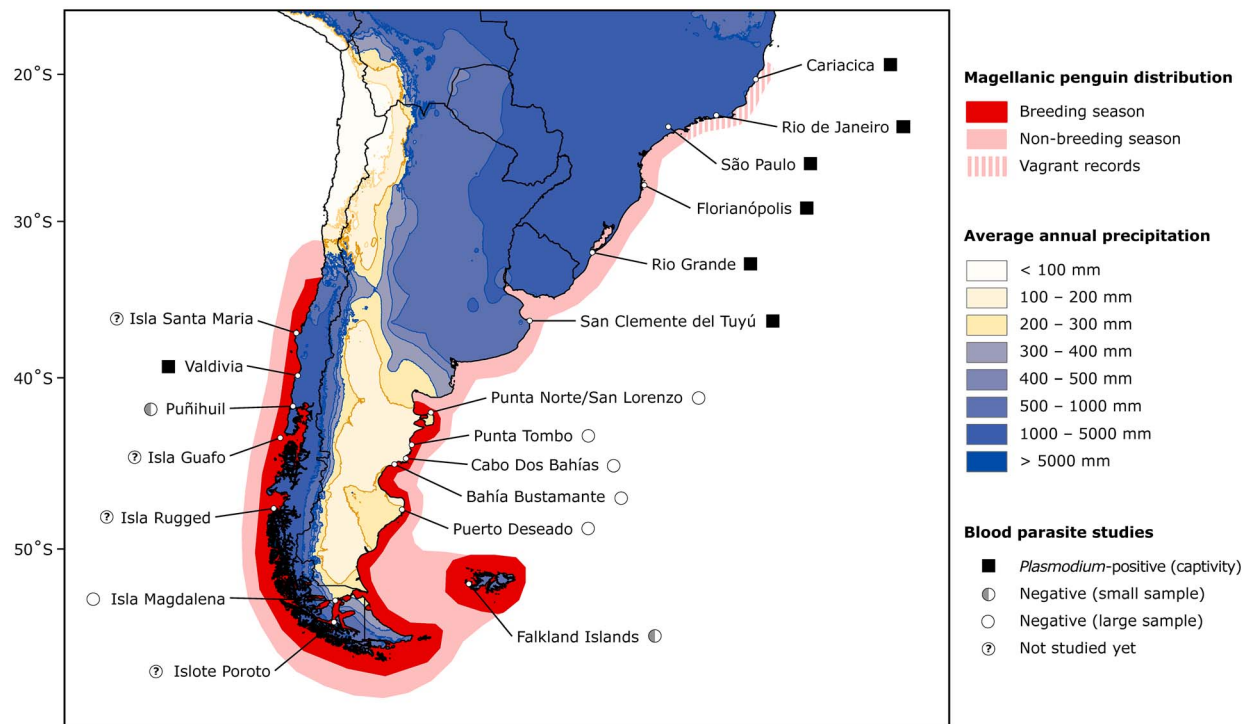 20°S
30°S
40°S
50°S
Cariacica
Rio de Janeiro
São Paulo
Florianópolis
Rio Grande
San Clemente del Tuyú
? Isla Santa Maria
Valdivia
Puñihuil
? Isla Guafo
? Isla Rugged
Isla Magdalena
? Islote Poroto
Punta Norte/San Lorenzo
Punta Tombo
Cabo Dos Bahías
Bahía Bustamante
Puerto Deseado
Falkland Islands
Magellanic penguin distribution
Breeding season
Non-breeding season
Vagrant records
Average annual precipitation
< 100 mm
100 – 200 mm
200 – 300 mm
300 – 400 mm
400 – 500 mm
500 – 1000 mm
1000 – 5000 mm
> 5000 mm
Blood parasite studies
Plasmodium-positive (captivity)
Negative (small sample)
Negative (large sample)
? Not studied yet